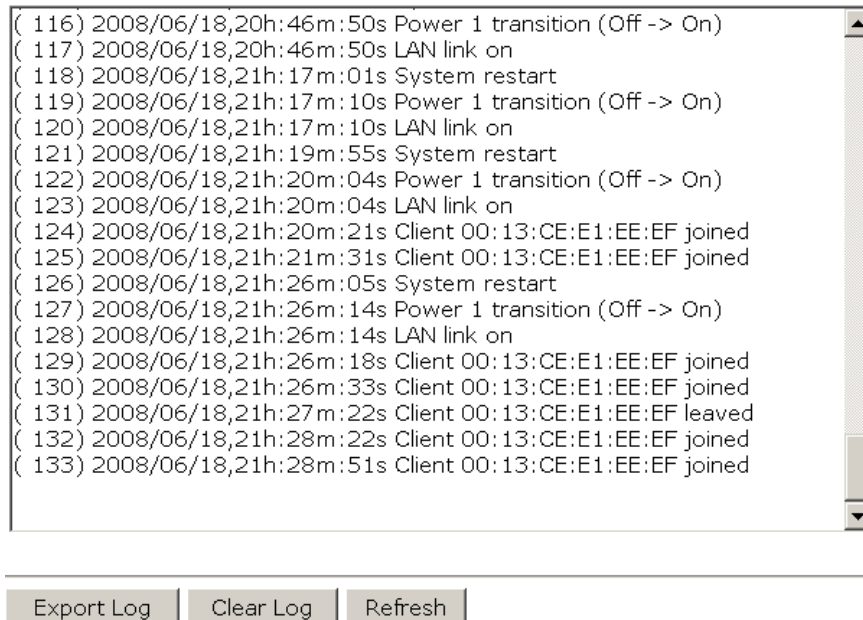 ( 116) 2008/06/18,20h:46m:50s Power 1 transition (Off -> On)
( 117) 2008/06/18,20h:46m:50s LAN link on
( 118) 2008/06/18,21h:17m:01s System restart
( 119) 2008/06/18,21h:17m:10s Power 1 transition (Off -> On)
( 120) 2008/06/18,21h:17m:10s LAN link on
( 121) 2008/06/18,21h:19m:55s System restart
( 122) 2008/06/18,21h:20m:04s Power 1 transition (Off -> On)
( 123) 2008/06/18,21h:20m:04s LAN link on
( 124) 2008/06/18,21h:20m:21s Client 00:13:CE:E1:EE:EF joined
( 125) 2008/06/18,21h:21m:31s Client 00:13:CE:E1:EE:EF joined
( 126) 2008/06/18,21h:26m:05s System restart
( 127) 2008/06/18,21h:26m:14s Power 1 transition (Off -> On)
( 128) 2008/06/18,21h:26m:14s LAN link on
( 129) 2008/06/18,21h:26m:18s Client 00:13:CE:E1:EE:EF joined
( 130) 2008/06/18,21h:26m:33s Client 00:13:CE:E1:EE:EF joined
( 131) 2008/06/18,21h:27m:22s Client 00:13:CE:E1:EE:EF leaved
( 132) 2008/06/18,21h:28m:22s Client 00:13:CE:E1:EE:EF joined
( 133) 2008/06/18,21h:28m:51s Client 00:13:CE:E1:EE:EF joined
Export Log Clear Log Refresh